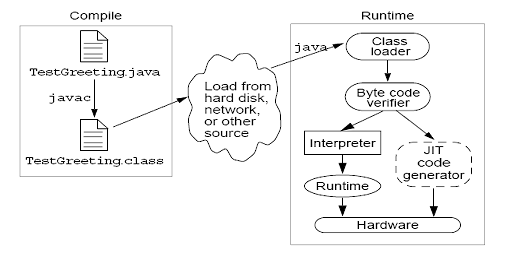 Compile
TestGreeting.java
javac
TestGreeting.class
Load from
hard disk,
network,
or other
source
java
Runtime
Class
loader
Byte code
verifier
Interpreter
JIT
code
generator
Runtime
Hardware